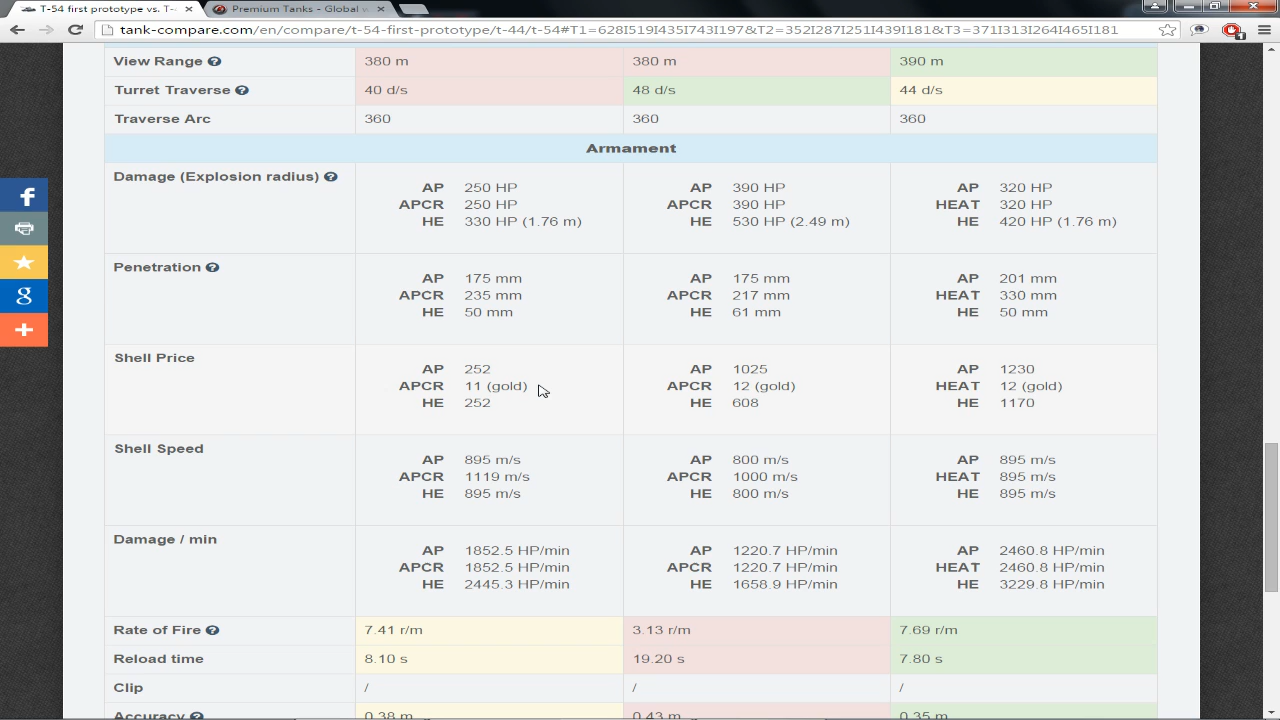 T-54 first prototype vs. T-
Premium Tanks - Global w
tank-compare.com/en/compare/t-54-first-prototype/t-44#t-54#T1=628I519I435I743I197&T2=352I287I251I439I181&T3=371I313I264I465I181
View Range 380 m 380 m 390 m
Turret Traverse 40 d/s 48 d/s 44 d/s
Traverse Arc 360 360 360
Armament
Damage (Explosion radius) AP 250 HP AP 390 HP AP 320 HP
APCR 250 HP APCR 390 HP HEAT 320 HP
HE 330 HP (1.76 m) HE 530 HP (2.49 m) HE 420 HP (1.76 m)
Penetration AP 175 mm AP 175 mm AP 201 mm
APCR 235 mm APCR 217 mm HEAT 330 mm
HE 50 mm HE 61 mm HE 50 mm
Shell Price AP 252 AP 1025 AP 1230
APCR 11 (gold) APCR 12 (gold) HEAT 12 (gold)
HE 252 HE 608 HE 1170
Shell Speed AP 895 m/s AP 800 m/s AP 895 m/s
APCR 1119 m/s APCR 1000 m/s HEAT 895 m/s
HE 895 m/s HE 800 m/s HE 895 m/s
Damage / min AP 1852.5 HP/min AP 1220.7 HP/min AP 2460.8 HP/min
APCR 1852.5 HP/min APCR 1220.7 HP/min HEAT 2460.8 HP/min
HE 2445.3 HP/min HE 1658.9 HP/min HE 3229.8 HP/min
Rate of Fire 7.41 r/m 3.13 r/m 7.69 r/m
Reload time 8.10 s 19.20 s 7.80 s
Clip / / /
Accuracy 0.38 m 0.43 m 0.35 m